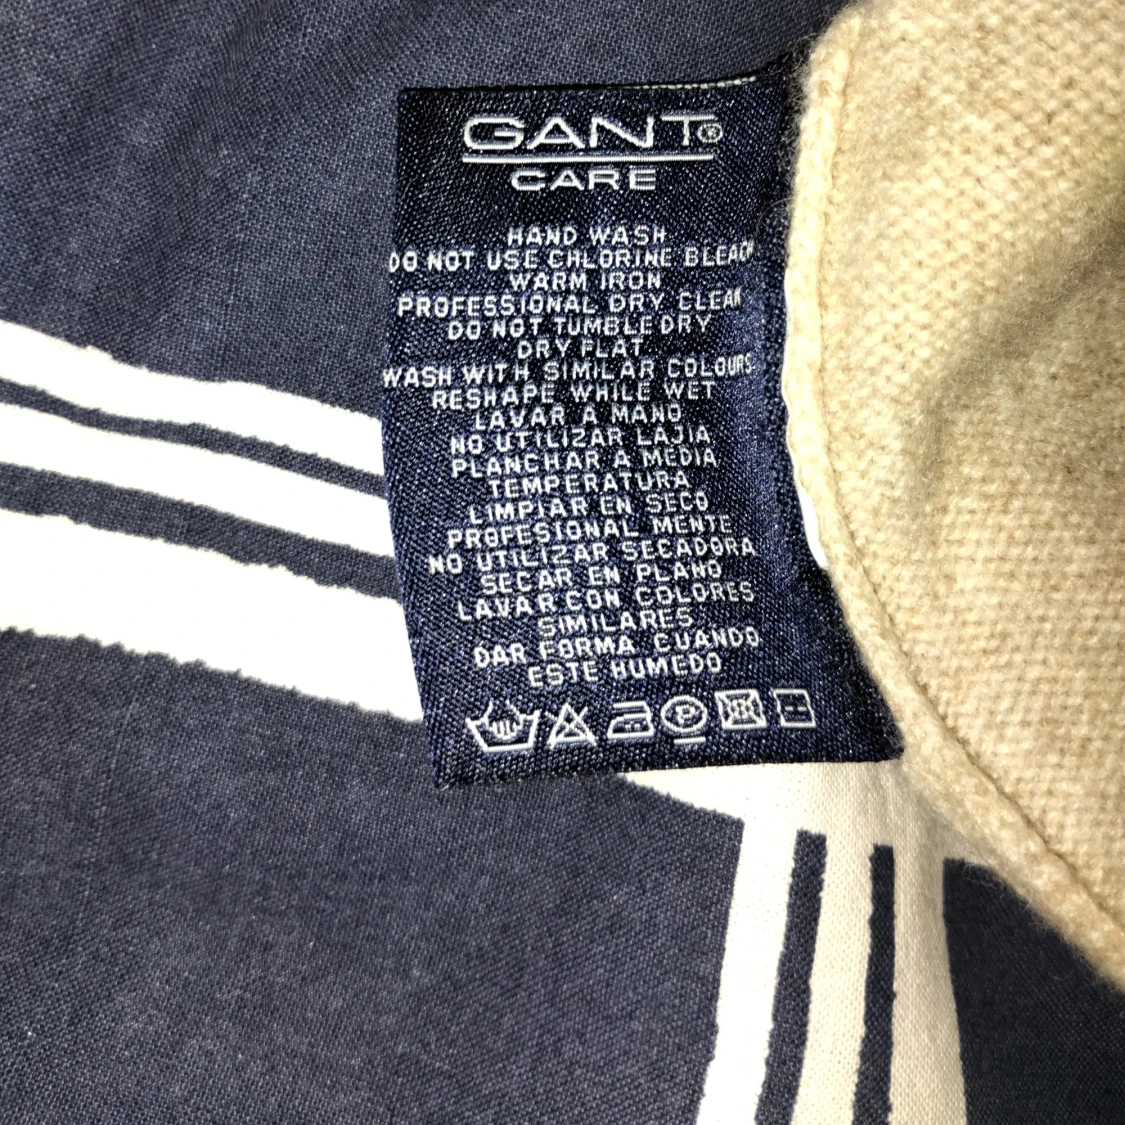 GANT®
CARE
HAND WASH
DO NOT USE CHLORINE BLEACH
WARM IRON
PROFESSIONAL DRY CLEAN
DO NOT TUMBLE DRY
DRY FLAT
WASH WITH SIMILAR COLOURS
RESHAPE WHILE WET
LAVAR A MANO
NO UTILIZAR LAJIA
PLANCHAR A MEDIA
TEMPERATURA
LIMPIAR EN SECO
PROFESIONAL MENTE
NO UTILIZAR SECADORA
SECAR EN PLANO
LAVAR CON COLORES
SIMILARES
DAR FORMA CUANDO
ESTE HUMEDO
P